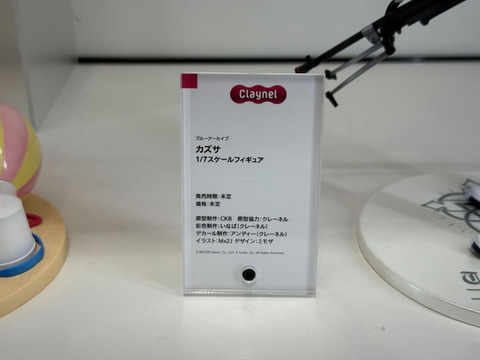 Claynel
ブルーアーカイブ
カズサ
1/7スケールフィギュア
発売時期:未定
価格:未定
原型制作:CKB 原型協力:クレーネル
彩色制作:いなば(クレーネル)
デカール制作:アンディー(クレーネル)
イラスト:Mx2J デザイン:ミモザ